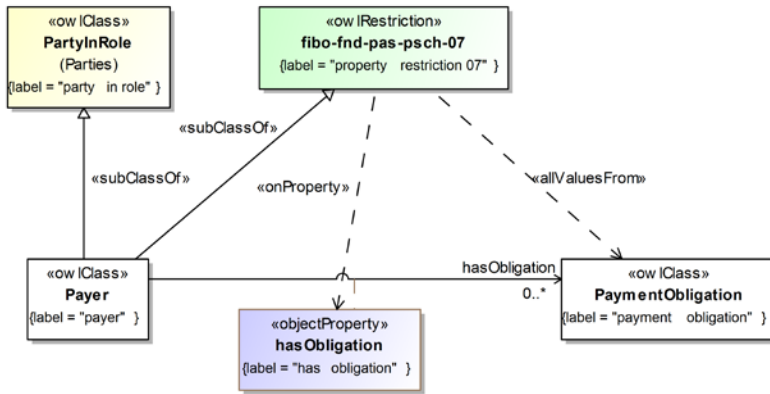 «owlClass»
PartyInRole
(Parties)
{label = "party in role" }
«owlRestriction»
fibo-fnd-pas-psch-07
{label = "property restriction 07" }
«subClassOf»
«subClassOf»
«onProperty»
«allValuesFrom»
«owlClass»
Payer
{label = "payer" }
hasObligation
0..*
«owlClass»
PaymentObligation
{label = "payment obligation" }
«objectProperty»
hasObligation
{label = "has obligation" }